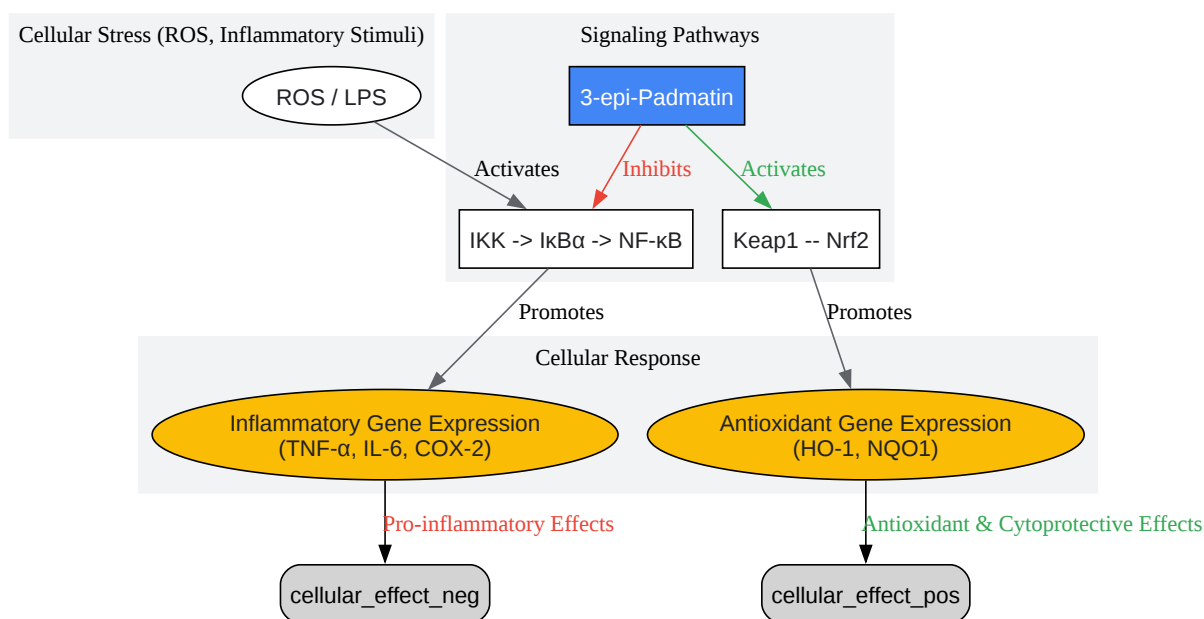 Cellular Stress (ROS, Inflammatory Stimuli)
Signaling Pathways
ROS / LPS
3-epi-Padmatin
Activates
Inhibits
Activates
IKK -> IκBα -> NF-κB
Keap1 -- Nrf2
Promotes
Promotes
Cellular Response
Inflammatory Gene Expression
(TNF-α, IL-6, COX-2)
Antioxidant Gene Expression
(HO-1, NQO1)
Pro-inflammatory Effects
Antioxidant & Cytoprotective Effects
cellular_effect_neg
cellular_effect_pos